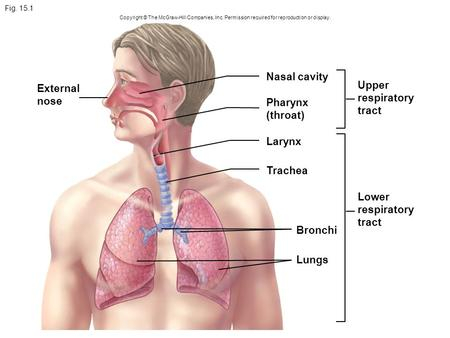 Fig. 15.1
Copyright © The McGraw-Hill Companies, Inc. Permission required for reproduction or display.
External
nose
Nasal cavity
Pharynx
(throat)
Larynx
Trachea
Bronchi
Lungs
Upper
respiratory
tract
Lower
respiratory
tract